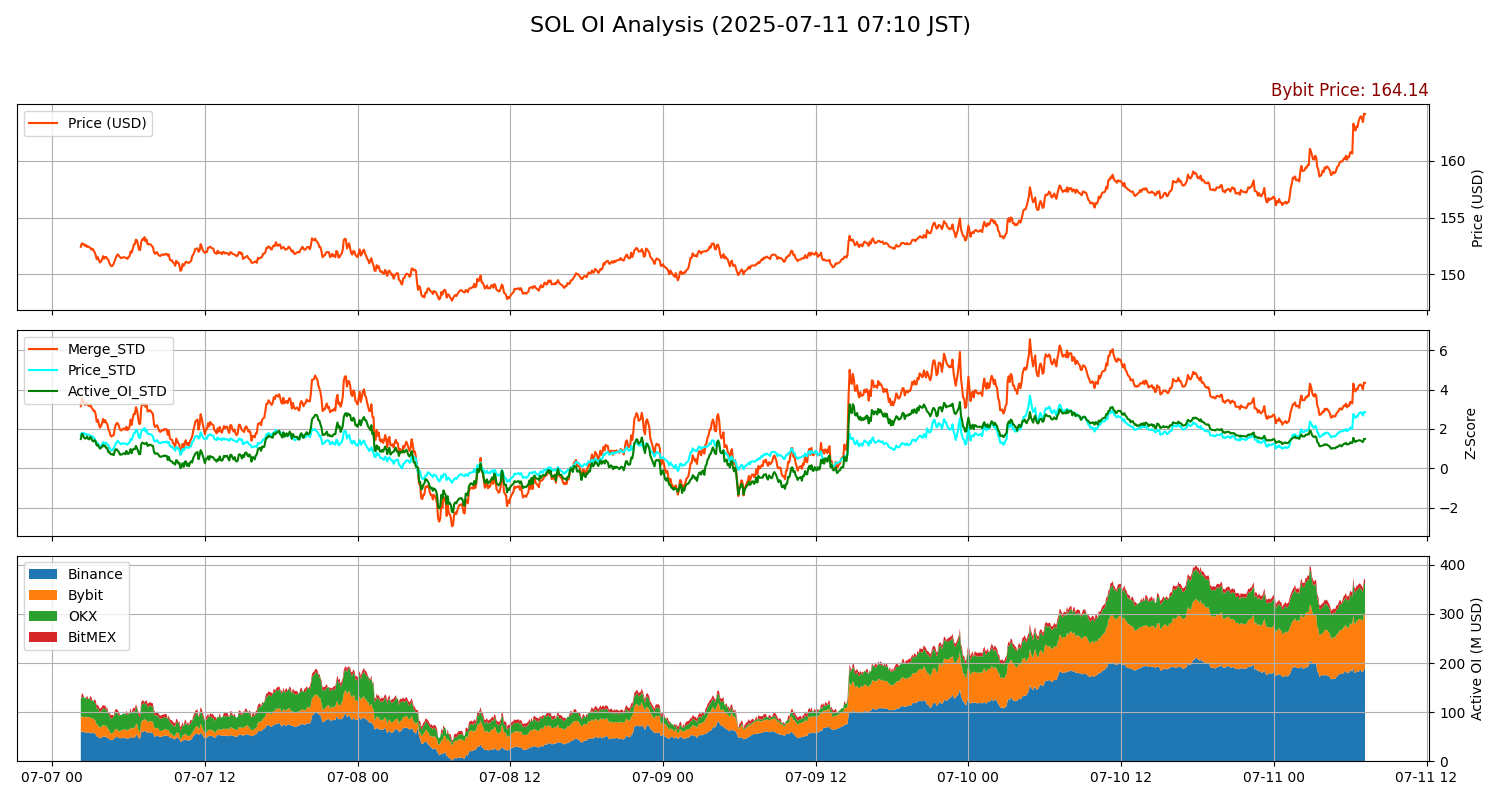 SOL OI Analysis (2025-07-11 07:10 JST)
Bybit Price: 164.14
Price (USD)
160
155
150
Price (USD)
Merge_STD
Price_STD
Active_OI_STD
6
4
2
0
−2
Z-Score
Binance
Bybit
OKX
BitMEX
400
300
200
100
0
Active OI (M USD)
07-07 00 07-07 12 07-08 00 07-08 12 07-09 00 07-09 12 07-10 00 07-10 12 07-11 00 07-11 12